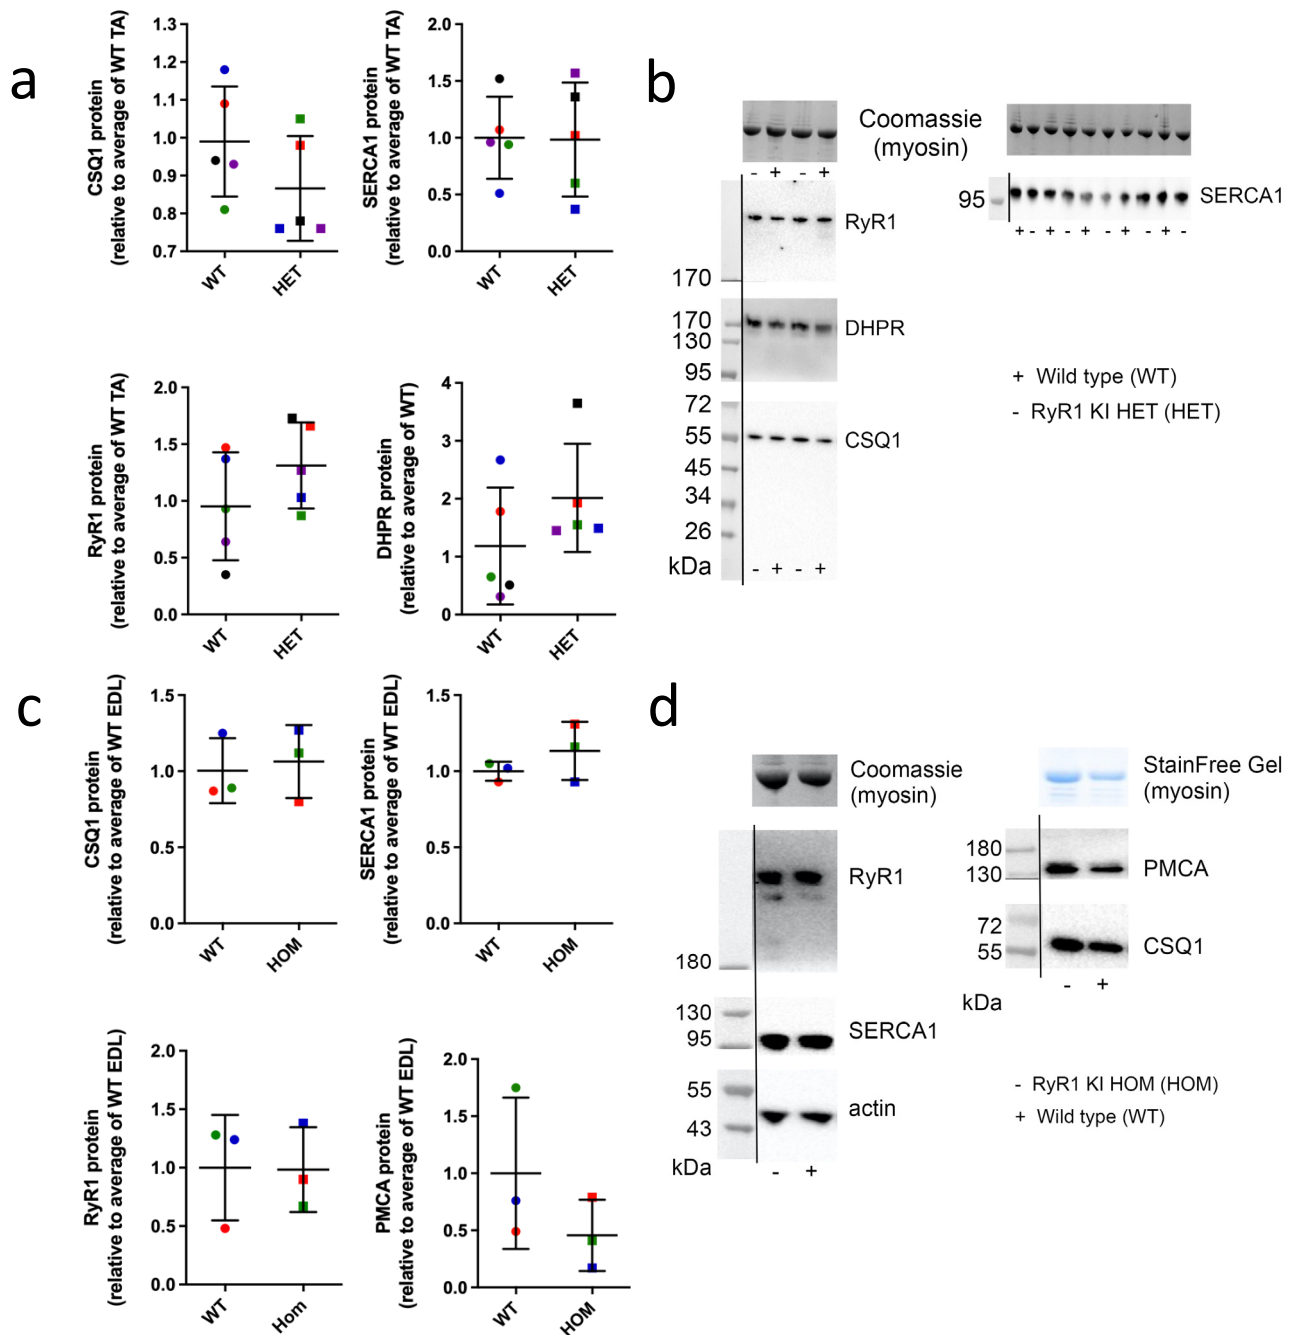 a
CSQ1 protein
(relative to average of WT TA)
1.3
1.2
1.1
1.0
0.9
0.8
0.7
WT
HET
SERCA1 protein
(relative to average of WT TA)
2.0
1.5
1.0
0.5
0.0
WT
HET
RyR1 protein
(relative to average of WT TA)
2.0
1.5
1.0
0.5
0.0
WT
HET
DHPR protein
(relative to average of WT)
4
3
2
1
0
WT
HET
b
Coomassie
(myosin)
- + - +
RyR1
170
170
130
95
DHPR
72
55
45
34
26
kDa
CSQ1
- + - +
95
SERCA1
+ - + - + - + - + -
+ Wild type (WT)
- RyR1 KI HET (HET)
c
CSQ1 protein
(relative to average of WT EDL)
1.5
1.0
0.5
0.0
WT
HOM
SERCA1 protein
(relative to average of WT EDL)
1.5
1.0
0.5
0.0
WT
HOM
RyR1 protein
(relative to average of WT EDL)
2.0
1.5
1.0
0.5
0.0
WT
Hom
PMCA protein
(relative to average of WT EDL)
2.0
1.5
1.0
0.5
0.0
WT
HOM
d
Coomassie
(myosin)
RyR1
180
130
95
SERCA1
55
43
actin
kDa
- +
StainFree Gel
(myosin)
180
130
PMCA
72
55
CSQ1
- +
kDa
- RyR1 KI HOM (HOM)
+ Wild type (WT)